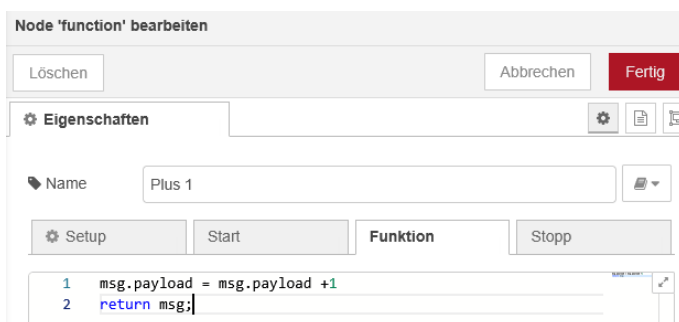 Node 'function' bearbeiten
Löschen
Abbrechen
Fertig
Eigenschaften
Name
Plus 1
Setup
Start
Funktion
Stopp
1 msg.payload = msg.payload +1
2 return msg;